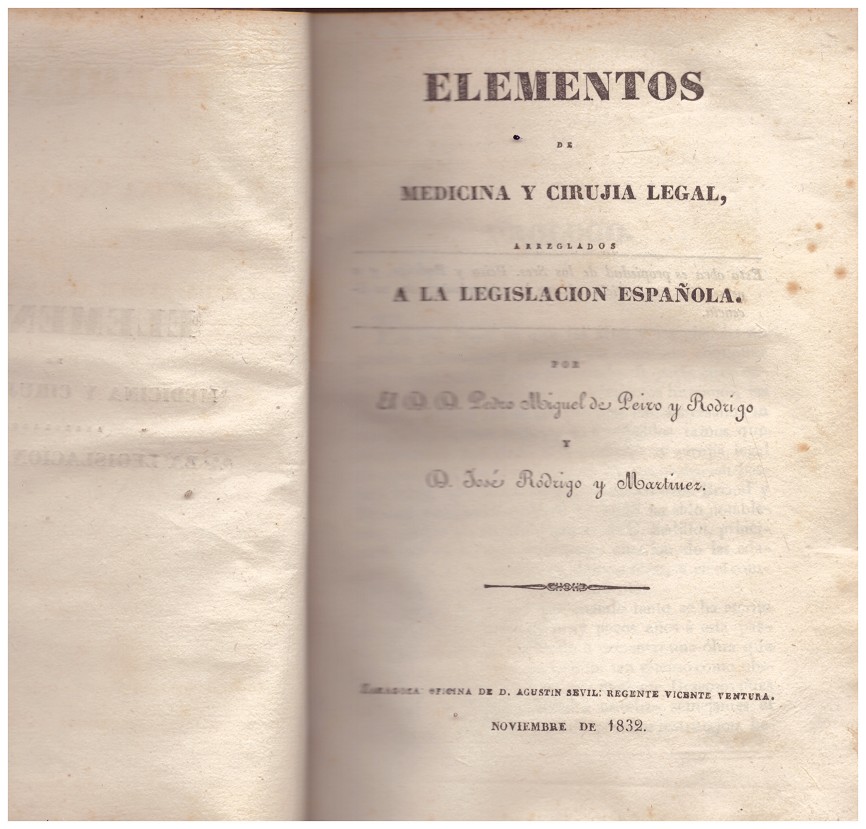 ELEMENTOS
DE
MEDICINA Y CIRUJIA LEGAL,
ARREGLADOS
A LA LEGISLACION ESPAÑOLA.
POR
El D. D. Pedro Miguel de Peiro y Rodrigo
Y
D. José Rodrigo y Martinez.
ZARAGOZA: OFICINA DE D. AGUSTIN SEVIL: REGENTE VICENTE VENTURA.
NOVIEMBRE DE 1832.